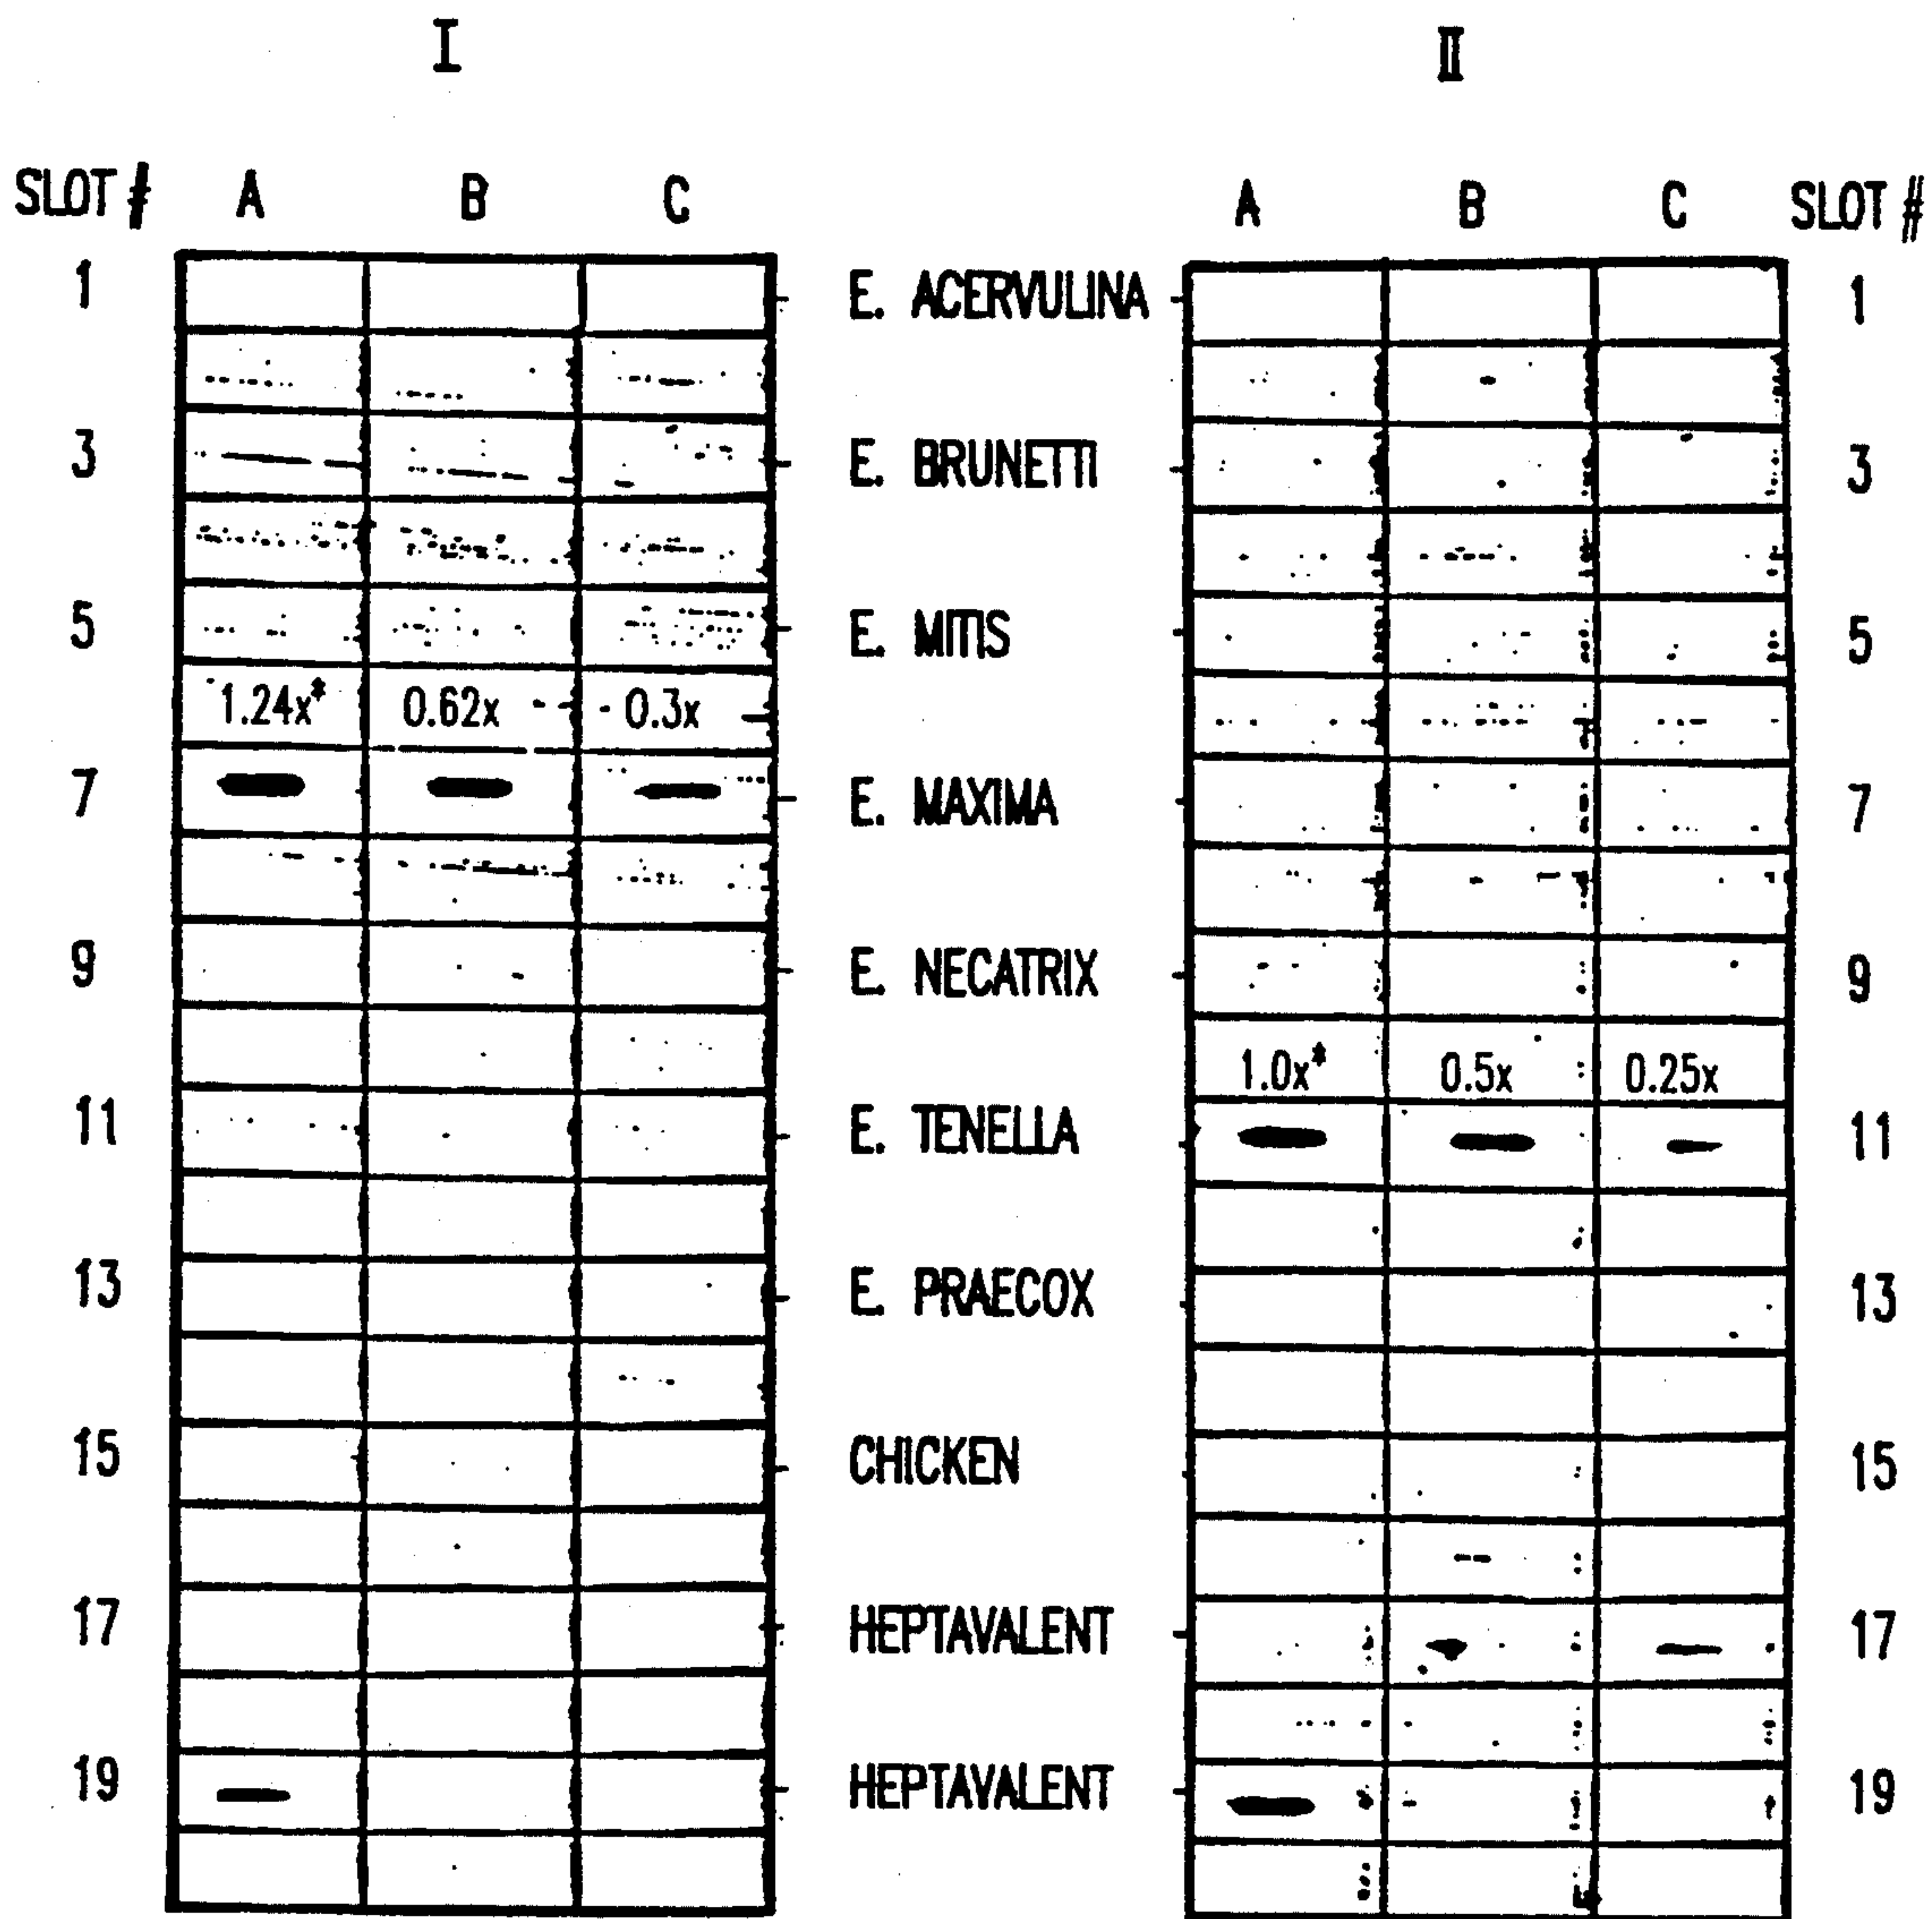 I II
SLOT # A B C A B C SLOT #
1 E. ACERVULINA 1
3 E. BRUNETTI 3
5 E. MITIS 5
1.24x* 0.62x 0.3x
7 E. MAXIMA 7
9 E. NECATRIX 9
1.0x* 0.5x 0.25x
11 E. TENELLA 11
13 E. PRAECOX 13
15 CHICKEN 15
17 HEPTAVALENT 17
19 HEPTAVALENT 19